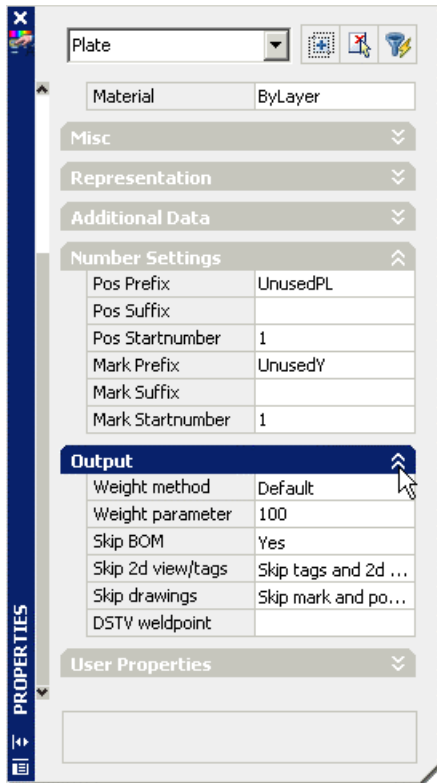 Plate
Material ByLayer
Misc
Representation
Additional Data
Number Settings
Pos Prefix UnusedPL
Pos Suffix
Pos Startnumber 1
Mark Prefix UnusedY
Mark Suffix
Mark Startnumber 1
Output
Weight method Default
Weight parameter 100
Skip BOM Yes
Skip 2d view/tags Skip tags and 2d ...
Skip drawings Skip mark and po...
DSTV weldpoint
User Properties
PROPERTIES